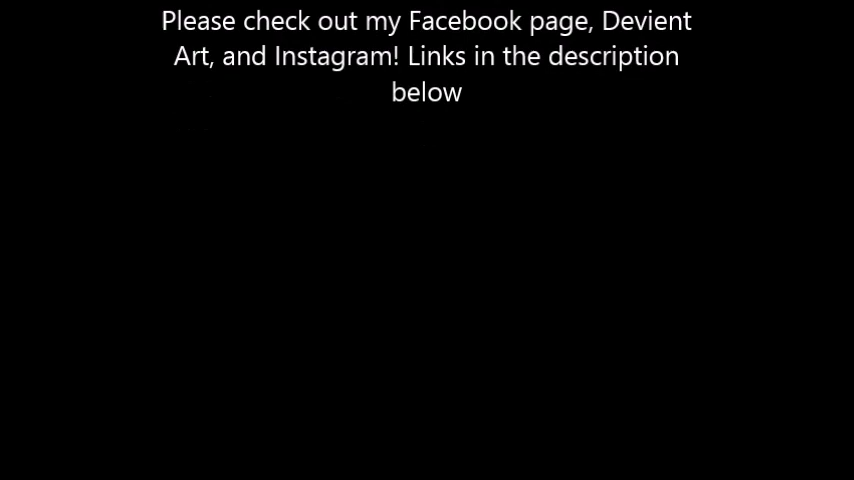 Please check out my Facebook page, Devient
Art, and Instagram! Links in the description
below